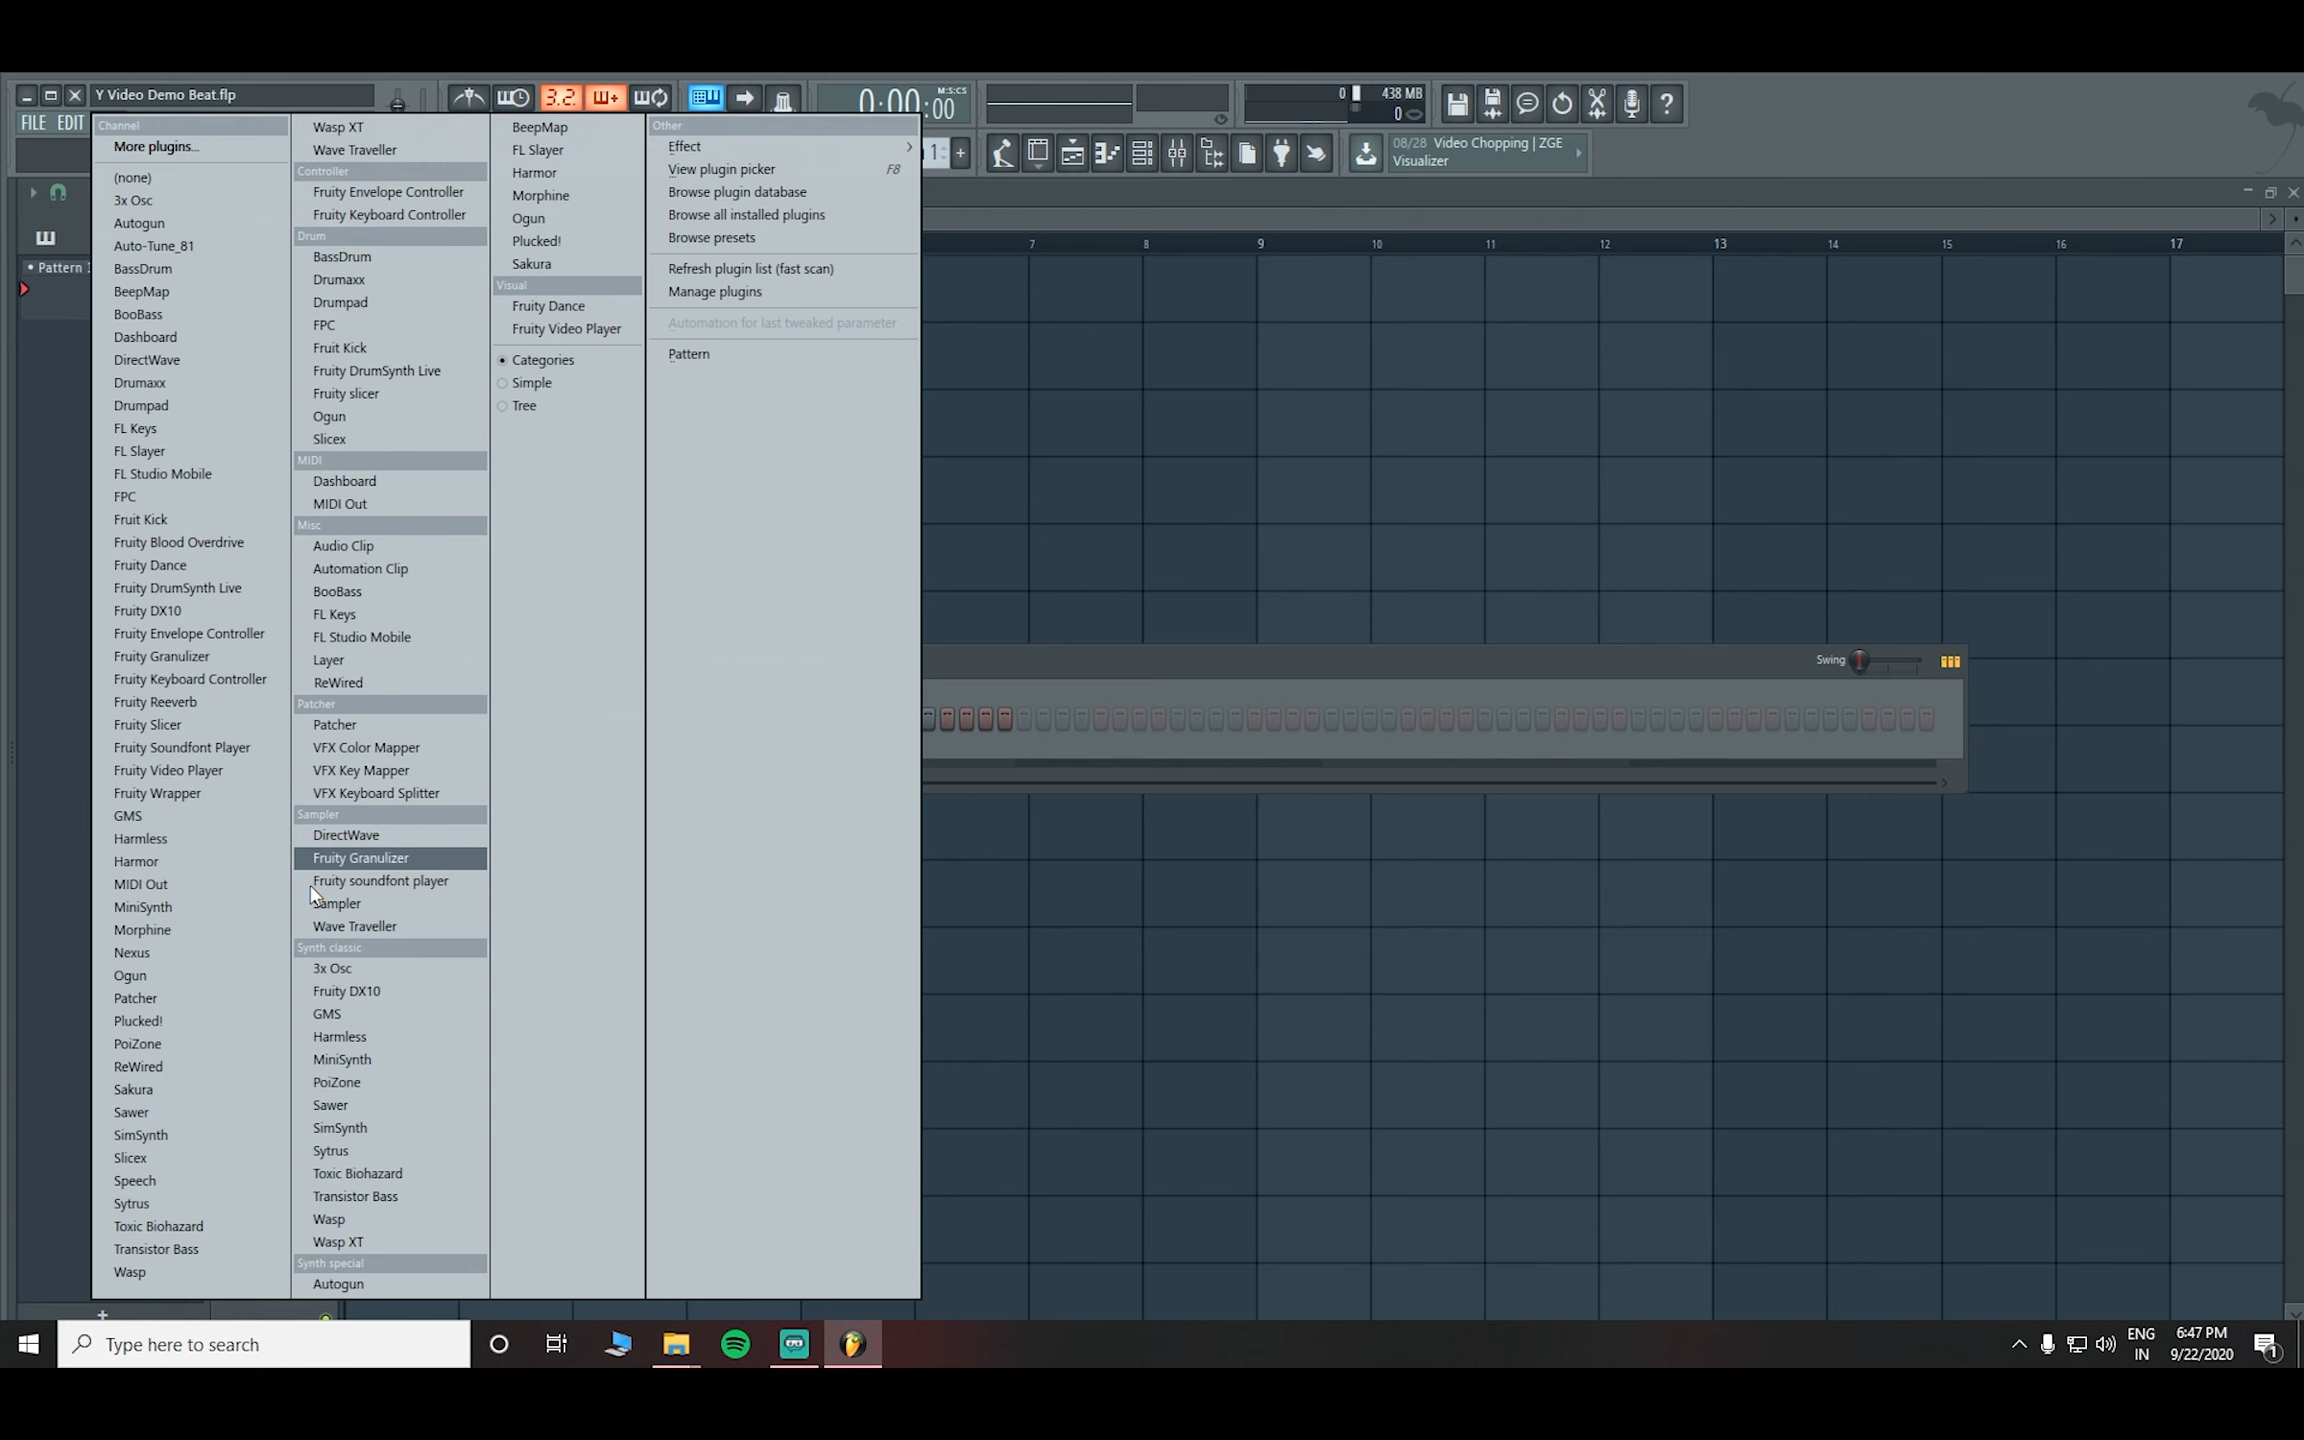 Y Video Demo Beat.flp
3.2
0:00:00
M:S:CS
0
438 MB
0
FILE EDIT
1
08/28 Video Chopping | ZGE
Visualizer
Pattern 1
Channel
More plugins...
(none)
3x Osc
Autogun
Auto-Tune_81
BassDrum
BeepMap
BooBass
Dashboard
DirectWave
Drumaxx
Drumpad
FL Keys
FL Slayer
FL Studio Mobile
FPC
Fruit Kick
Fruity Blood Overdrive
Fruity Dance
Fruity DrumSynth Live
Fruity DX10
Fruity Envelope Controller
Fruity Granulizer
Fruity Keyboard Controller
Fruity Reeverb
Fruity Slicer
Fruity Soundfont Player
Fruity Video Player
Fruity Wrapper
GMS
Harmless
Harmor
MIDI Out
MiniSynth
Morphine
Nexus
Ogun
Patcher
Plucked!
PoiZone
ReWired
Sakura
Sawer
SimSynth
Slicex
Speech
Sytrus
Toxic Biohazard
Transistor Bass
Wasp
Wasp XT
Wave Traveller
Controller
Fruity Envelope Controller
Fruity Keyboard Controller
Drum
BassDrum
Drumaxx
Drumpad
FPC
Fruit Kick
Fruity DrumSynth Live
Fruity slicer
Ogun
Slicex
MIDI
Dashboard
MIDI Out
Misc
Audio Clip
Automation Clip
BooBass
FL Keys
FL Studio Mobile
Layer
ReWired
Patcher
Patcher
VFX Color Mapper
VFX Key Mapper
VFX Keyboard Splitter
Sampler
DirectWave
Fruity Granulizer
Fruity soundfont player
Sampler
Wave Traveller
Synth classic
3x Osc
Fruity DX10
GMS
Harmless
MiniSynth
PoiZone
Sawer
SimSynth
Sytrus
Toxic Biohazard
Transistor Bass
Wasp
Wasp XT
Synth special
Autogun
BeepMap
FL Slayer
Harmor
Morphine
Ogun
Plucked!
Sakura
Visual
Fruity Dance
Fruity Video Player
Categories
Simple
Tree
Other
Effect
View plugin picker F8
Browse plugin database
Browse all installed plugins
Browse presets
Refresh plugin list (fast scan)
Manage plugins
Automation for last tweaked parameter
Pattern
7 8 9 10 11 12 13 14 15 16 17
Swing
Type here to search
ENG
IN
6:47 PM
9/22/2020
1